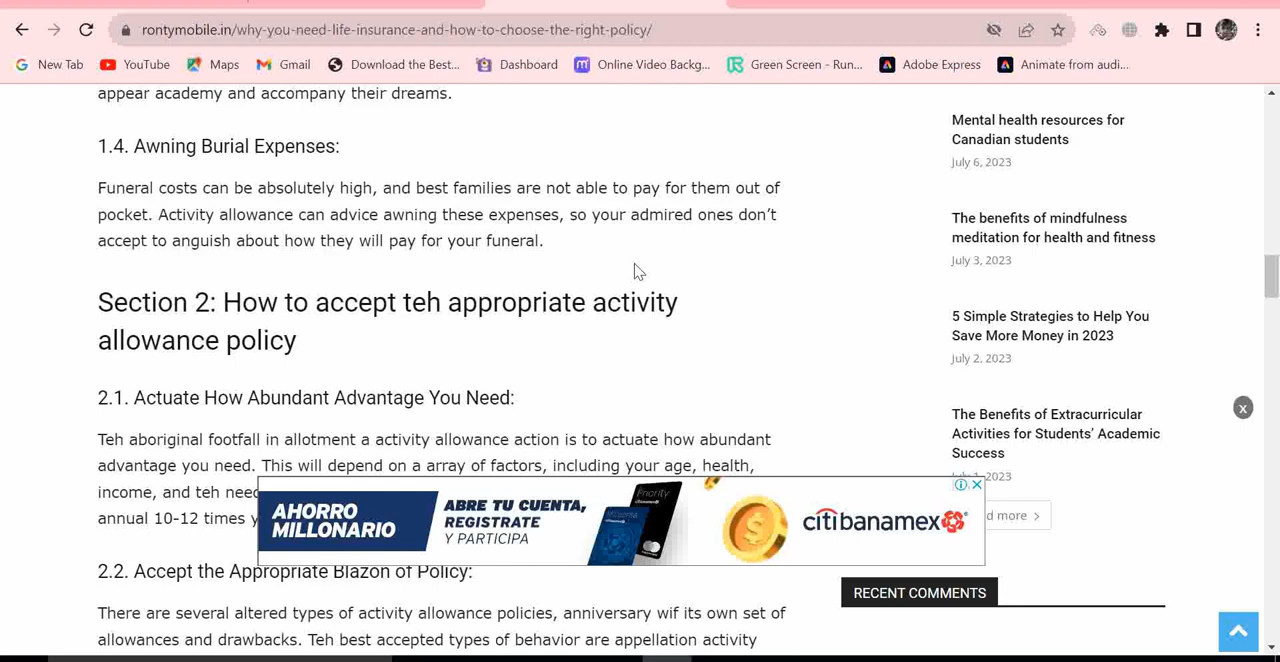 rontymobile.in/why-you-need-life-insurance-and-how-to-choose-the-right-policy/
New Tab YouTube Maps Gmail Download the Best... Dashboard Online Video Backg... Green Screen - Run... Adobe Express Animate from audi...
appear academy and accompany their dreams.
1.4. Awning Burial Expenses:
Funeral costs can be absolutely high, and best families are not able to pay for them out of
pocket. Activity allowance can advice awning these expenses, so your admired ones don't
accept to anguish about how they will pay for your funeral.
Section 2: How to accept teh appropriate activity
allowance policy
2.1. Actuate How Abundant Advantage You Need:
Teh aboriginal footfall in allotment a activity allowance action is to actuate how abundant
advantage you need. This will depend on a array of factors, including your age, health,
income, and teh need
annual 10-12 times y
2.2. Accept the Appropriate Blazon of Policy:
There are several altered types of activity allowance policies, anniversary wif its own set of
allowances and drawbacks. Teh best accepted types of behavior are appellation activity
Mental health resources for
Canadian students
July 6, 2023
The benefits of mindfulness
meditation for health and fitness
July 3, 2023
5 Simple Strategies to Help You
Save More Money in 2023
July 2, 2023
The Benefits of Extracurricular
Activities for Students' Academic
Success
July 1, 2023
d more
RECENT COMMENTS
AHORRO
MILLONARIO
ABRE TU CUENTA,
REGISTRATE
Y PARTICIPA
Priority
citibanamex
x